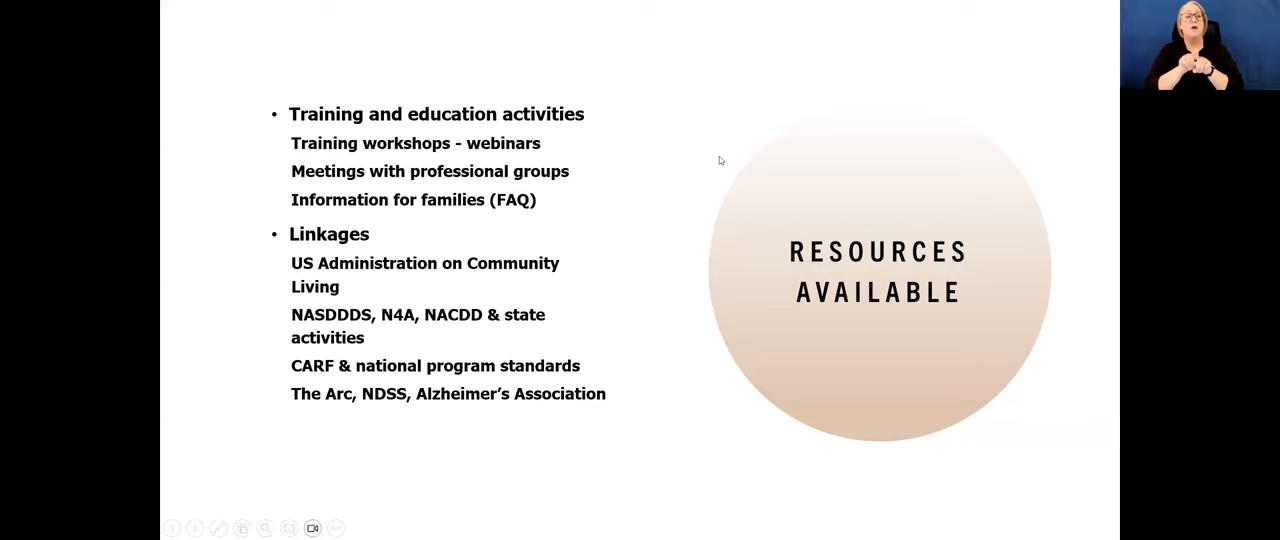 Training and education activities
Training workshops - webinars
Meetings with professional groups
Information for families (FAQ)
Linkages
US Administration on Community
Living
NASDDDS, N4A, NACDD & state
activities
CARF & national program standards
The Arc, NDSS, Alzheimer’s Association
RESOURCES
AVAILABLE